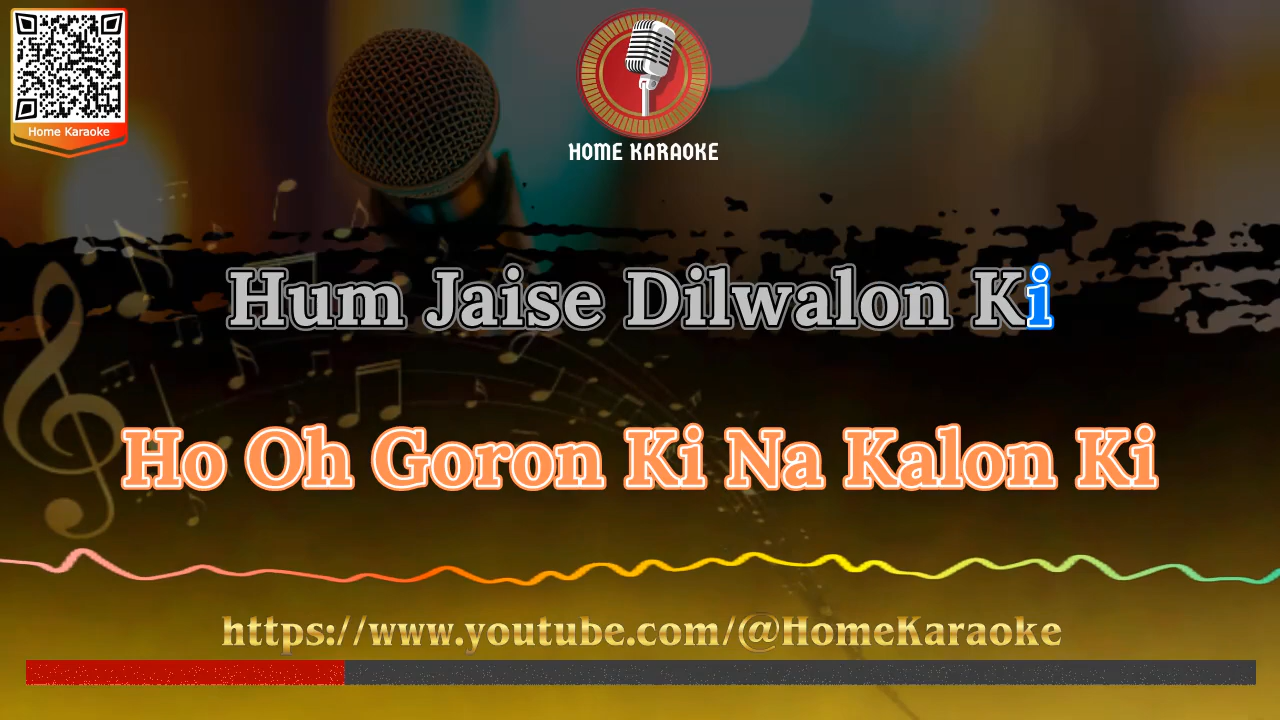 Home Karaoke
HOME KARAOKE
Hum Jaise Dilwalon Ki
Ho Oh Goron Ki Na Kalon Ki
https://www.youtube.com/@HomeKaraoke